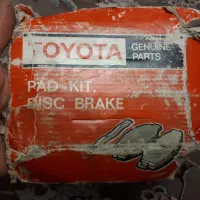 TOYOTA
GENUINE
PARTS
PAD KIT,
DISC BRAKE